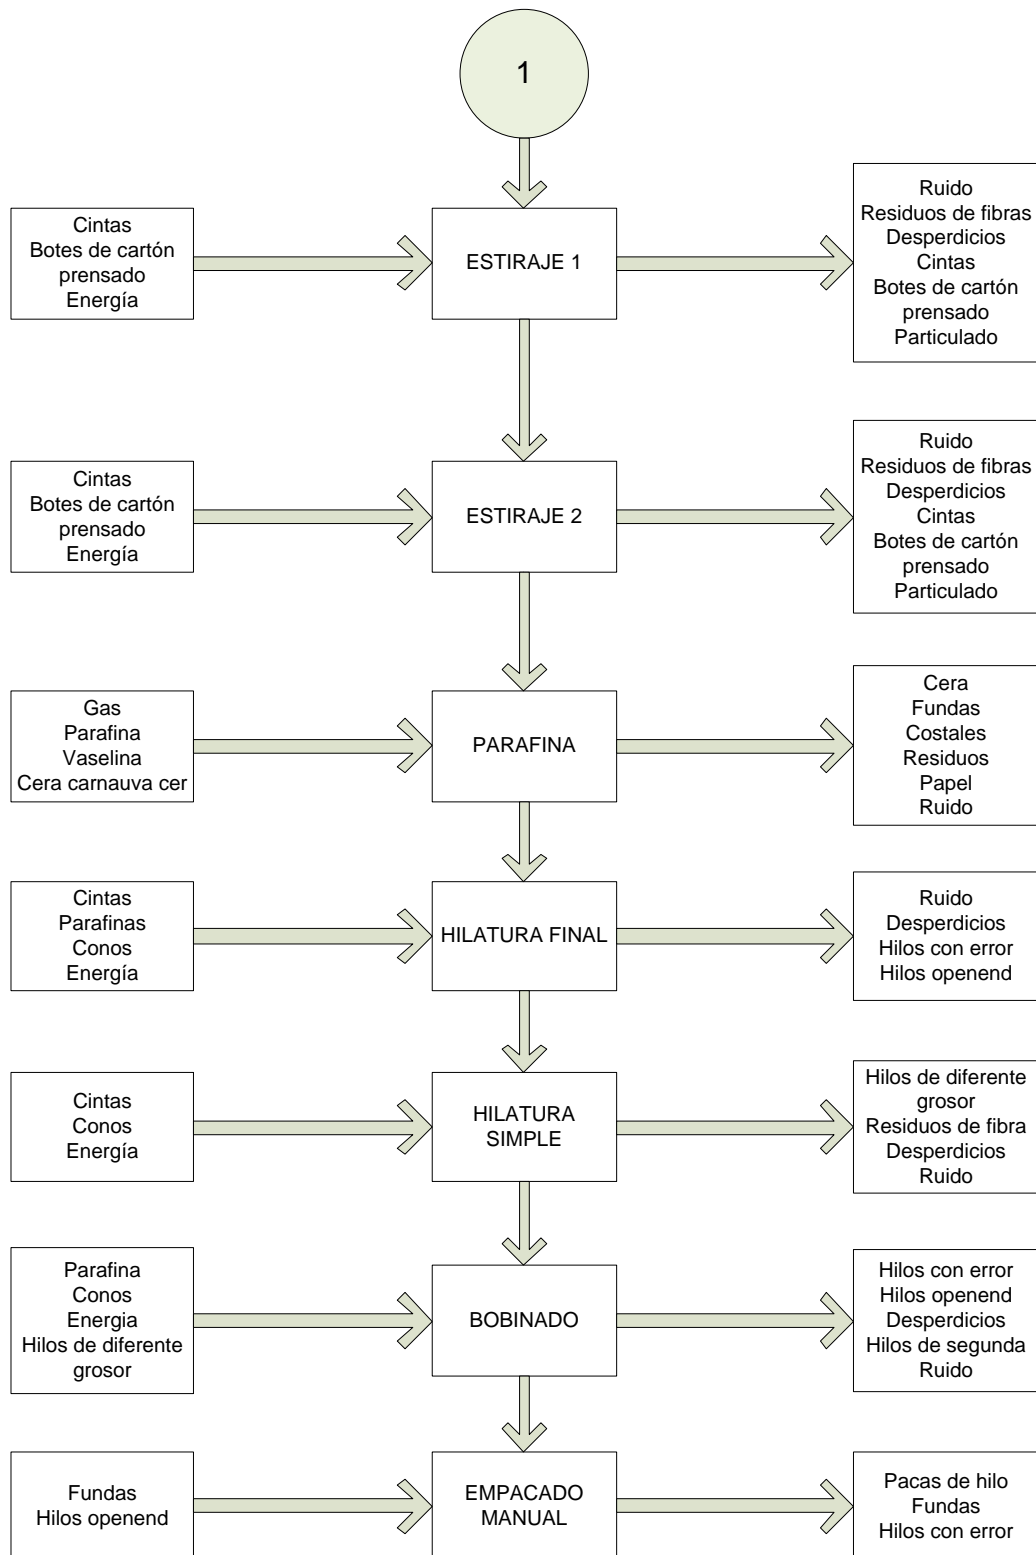 1
Cintas
Botes de cartón
prensado
Energía
ESTIRAJE 1
Ruido
Residuos de fibras
Desperdicios
Cintas
Botes de cartón
prensado
Particulado
Cintas
Botes de cartón
prensado
Energía
ESTIRAJE 2
Ruido
Residuos de fibras
Desperdicios
Cintas
Botes de cartón
prensado
Particulado
Gas
Parafina
Vaselina
Cera carnauva cer
PARAFINA
Cera
Fundas
Costales
Residuos
Papel
Ruido
Cintas
Parafinas
Conos
Energía
HILATURA FINAL
Ruido
Desperdicios
Hilos con error
Hilos openend
Cintas
Conos
Energía
HILATURA
SIMPLE
Hilos de diferente
grosor
Residuos de fibra
Desperdicios
Ruido
Parafina
Conos
Energia
Hilos de diferente
grosor
BOBINADO
Hilos con error
Hilos openend
Desperdicios
Hilos de segunda
Ruido
Fundas
Hilos openend
EMPACADO
MANUAL
Pacas de hilo
Fundas
Hilos con error